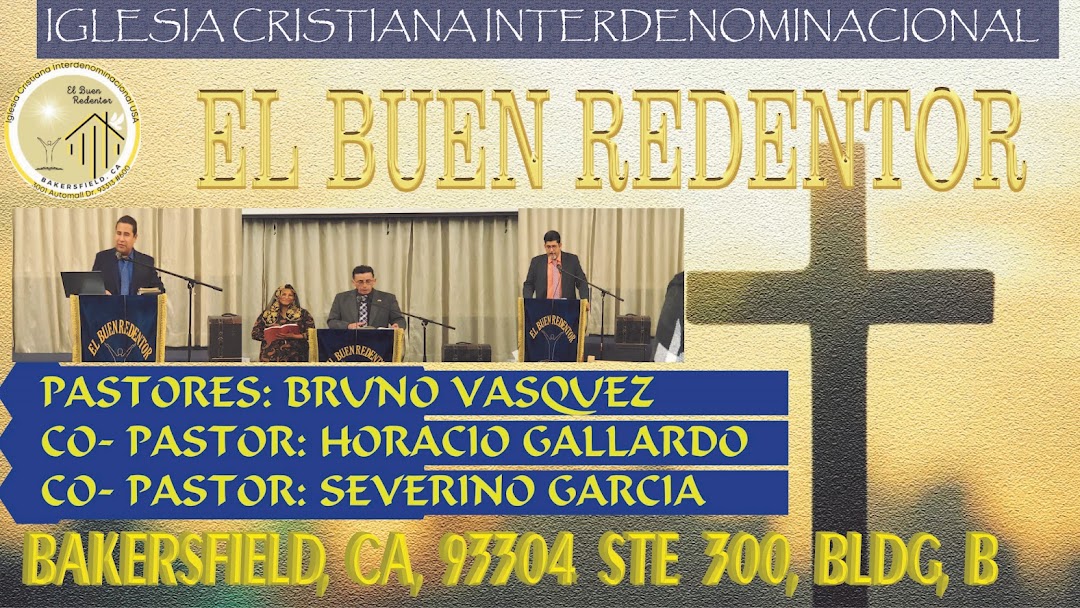 IGLESIA CRISTIANA INTERDENOMINACIONAL
EL BUEN REDENTOR
Iglesia Cristiana Interdenominacional USA
El Buen
Redentor
BAKERSFIELD, CA
EL BUEN REDENTOR
EL BUEN REDENTOR
EL BUEN REDENTOR
PASTORES: BRUNO VASQUEZ
CO- PASTOR: HORACIO GALLARDO
CO- PASTOR: SEVERINO GARCIA
BAKERSFIELD, CA, 93304 STE 300, BLDG, B